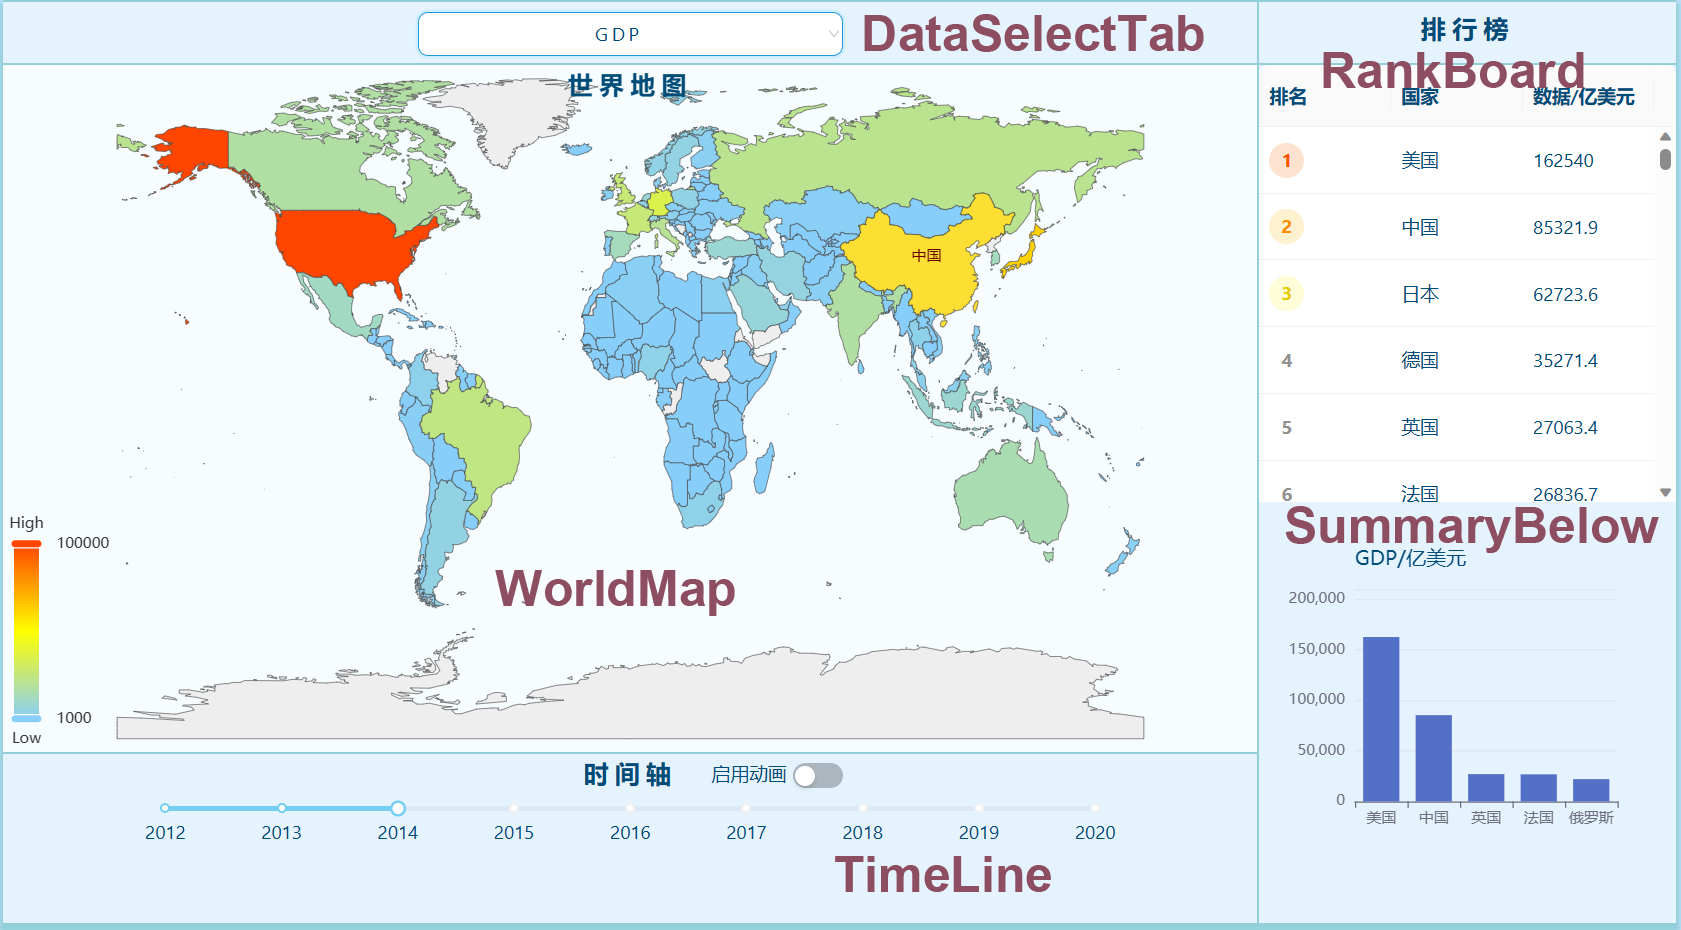 GDP
DataSelectTab
世界地图
中国
High
100000
1000
Low
WorldMap
时间轴
启用动画
2012 2013 2014 2015 2016 2017 2018 2019 2020
TimeLine
排行榜
RankBoard
排名 国家 数据/亿美元
1 美国 162540
2 中国 85321.9
3 日本 62723.6
4 德国 35271.4
5 英国 27063.4
6 法国 26836.7
SummaryBelow
GDP/亿美元
200,000
150,000
100,000
50,000
0
美国 中国 英国 法国 俄罗斯